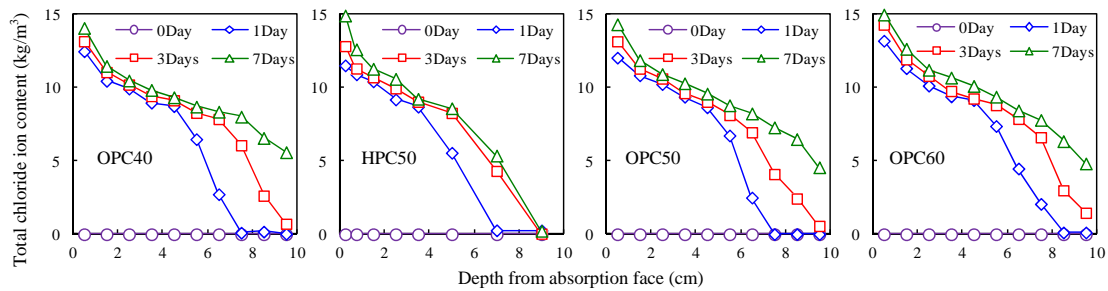 Total chloride ion content (kg/m³)
15
10
5
0
0Day
1Day
3Days
7Days
OPC40
0 2 4 6 8 10
15
10
5
0
0Day
1Day
3Days
7Days
HPC50
0 2 4 6 8 10
15
10
5
0
0Day
1Day
3Days
7Days
OPC50
0 2 4 6 8 10
15
10
5
0
0Day
1Day
3Days
7Days
OPC60
0 2 4 6 8 10
Depth from absorption face (cm)